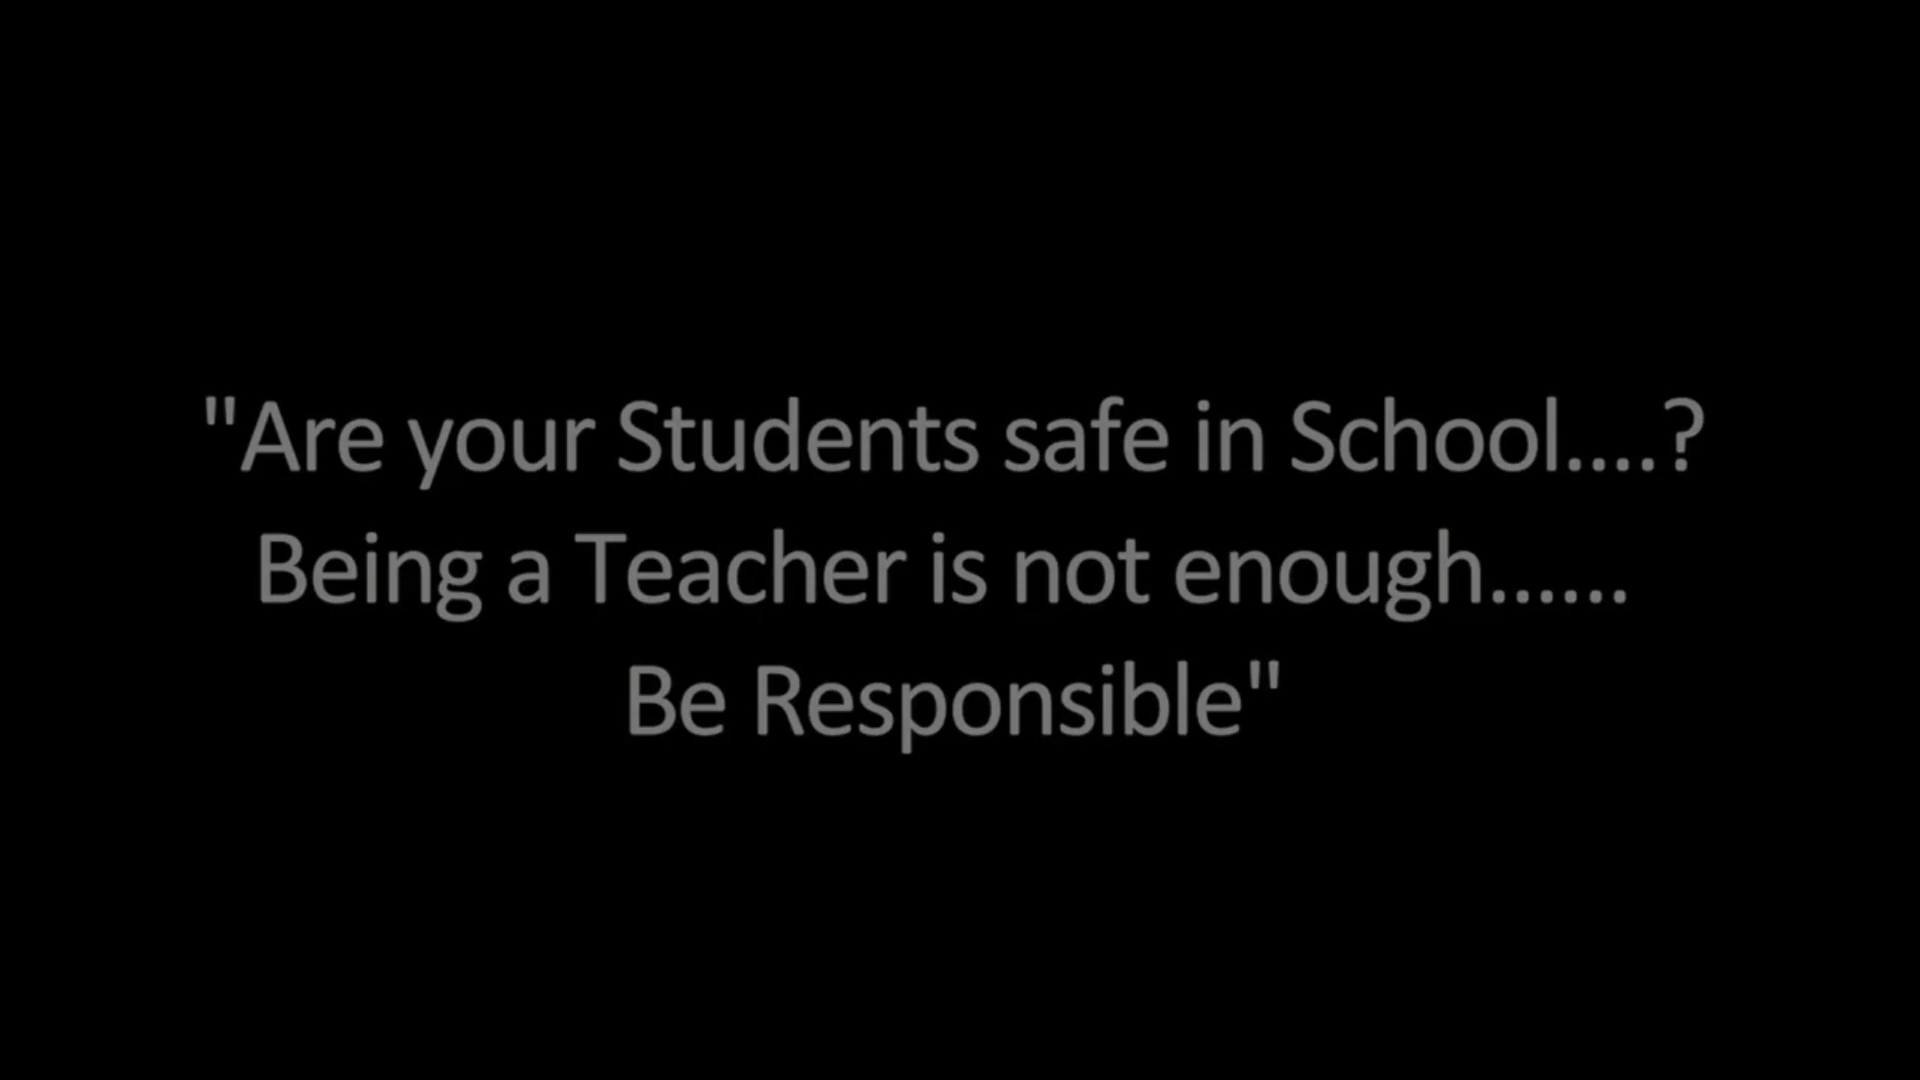 "Are your Students safe in School....?
Being a Teacher is not enough......
Be Responsible"